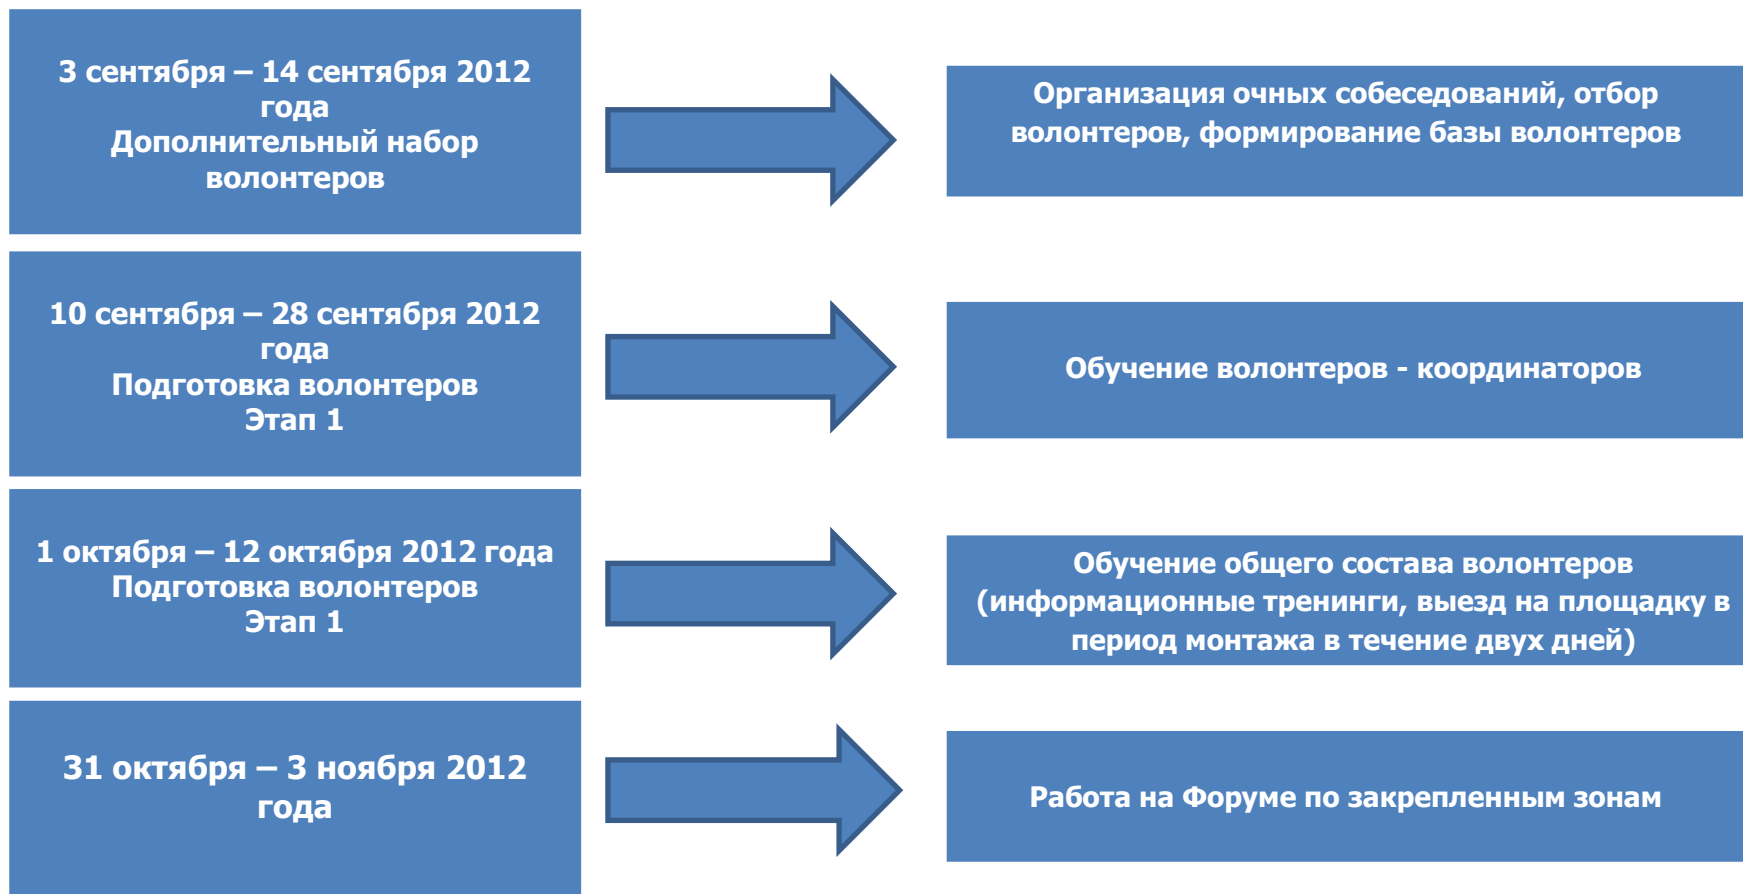 3 сентября – 14 сентября 2012
года
Дополнительный набор
волонтеров
Организация очных собеседований, отбор
волонтеров, формирование базы волонтеров
10 сентября – 28 сентября 2012
года
Подготовка волонтеров
Этап 1
Обучение волонтеров - координаторов
1 октября – 12 октября 2012 года
Подготовка волонтеров
Этап 1
Обучение общего состава волонтеров
(информационные тренинги, выезд на площадку в
период монтажа в течение двух дней)
31 октября – 3 ноября 2012
года
Работа на Форуме по закрепленным зонам